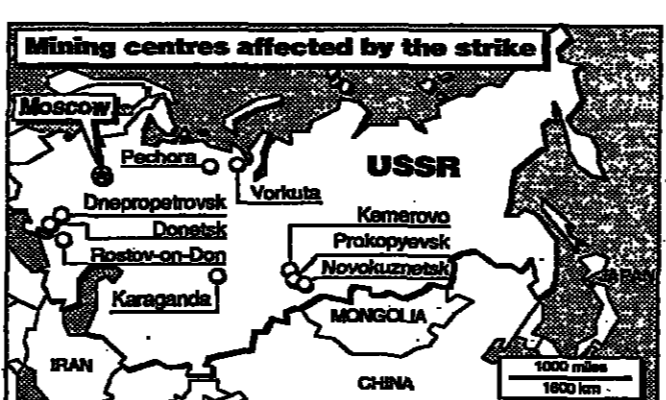 Mining centres affected by the strike
Moscow
Pechora
USSR
Vorkuta
Dnepropetrovsk
Donetsk
Rostov-on-Don
Kemerovo
Prokopyevsk
Novokuznetsk
Karaganda
JAPAN
MONGOLIA
IRAN
CHINA
1000 miles
1600 km